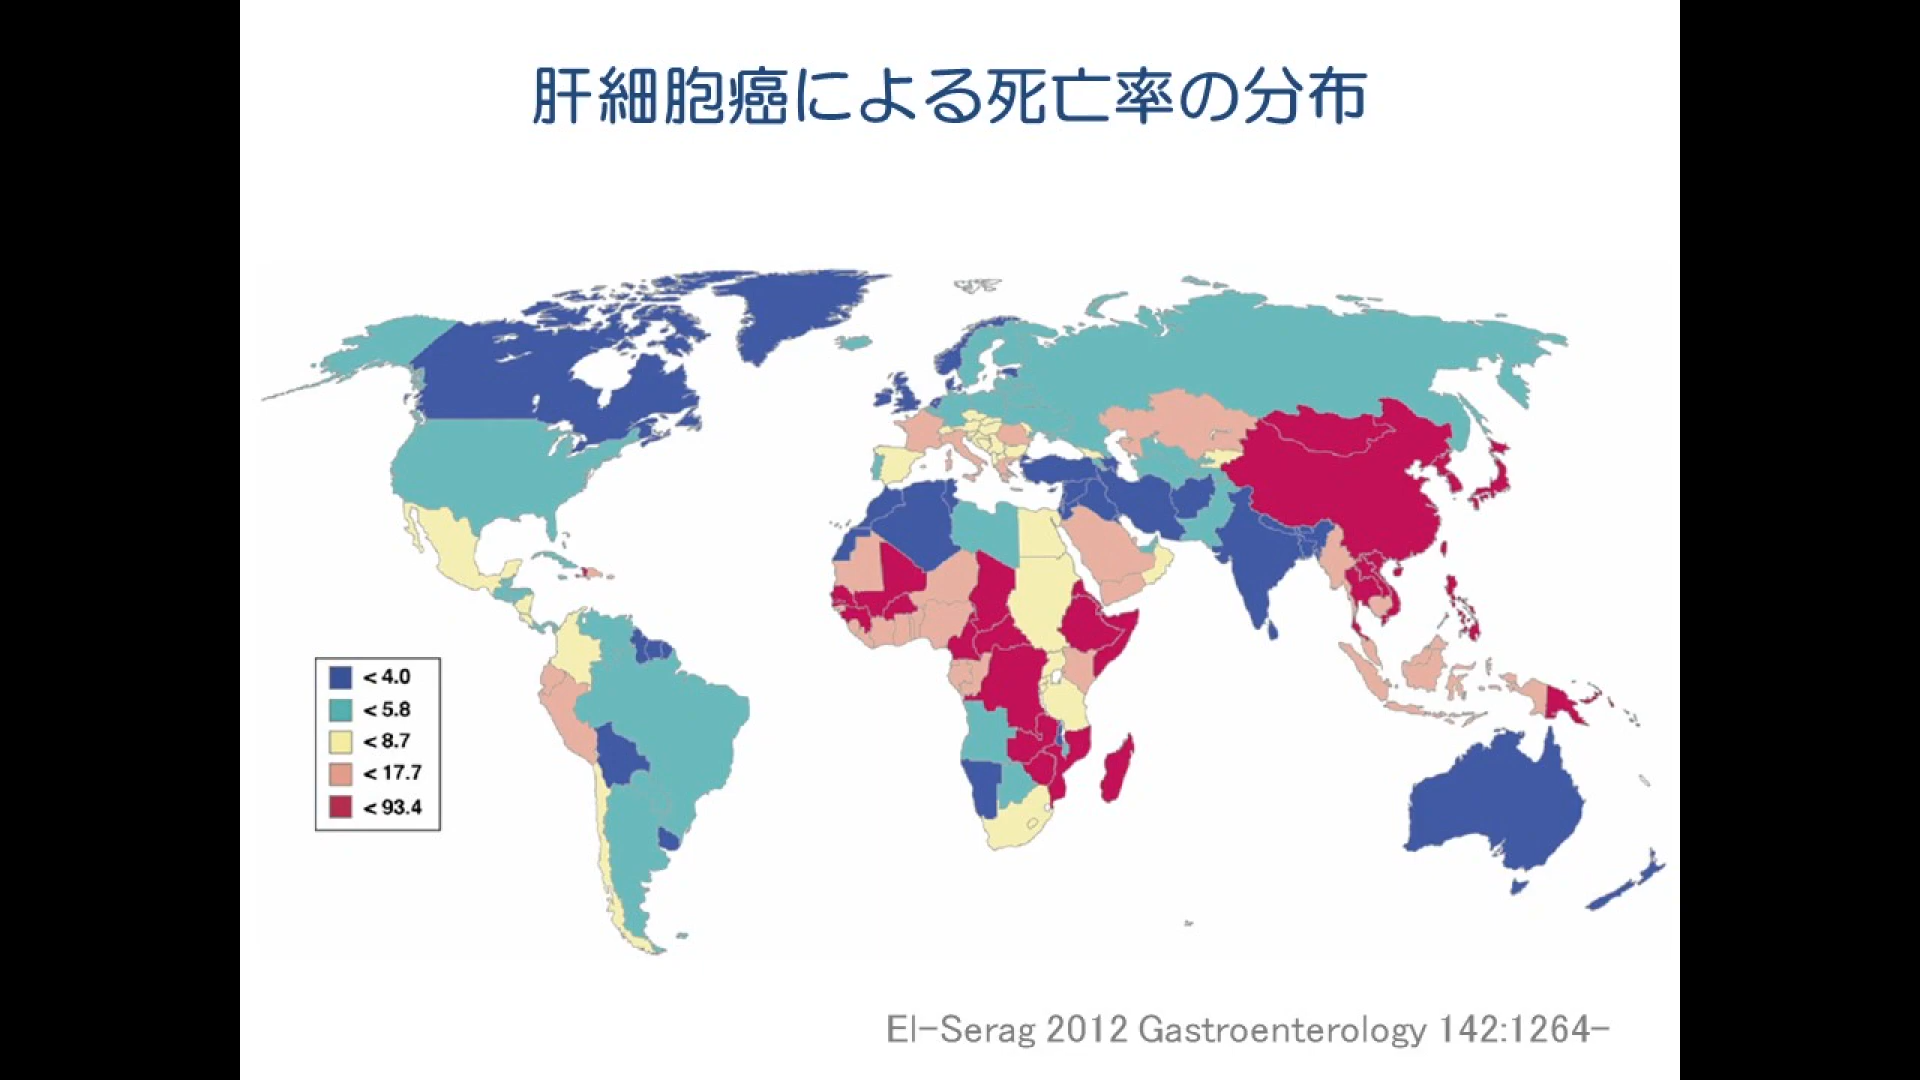 肝細胞癌による死亡率の分布
< 4.0
< 5.8
< 8.7
< 17.7
< 93.4
El-Serag 2012 Gastroenterology 142:1264-